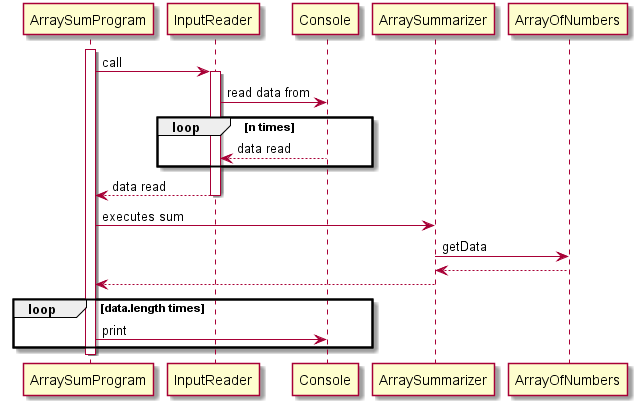 ArraySumProgram InputReader Console ArraySummarizer ArrayOfNumbers
call
read data from
loop [n times]
data read
data read
executes sum
getData
loop [data.length times]
print
ArraySumProgram InputReader Console ArraySummarizer ArrayOfNumbers